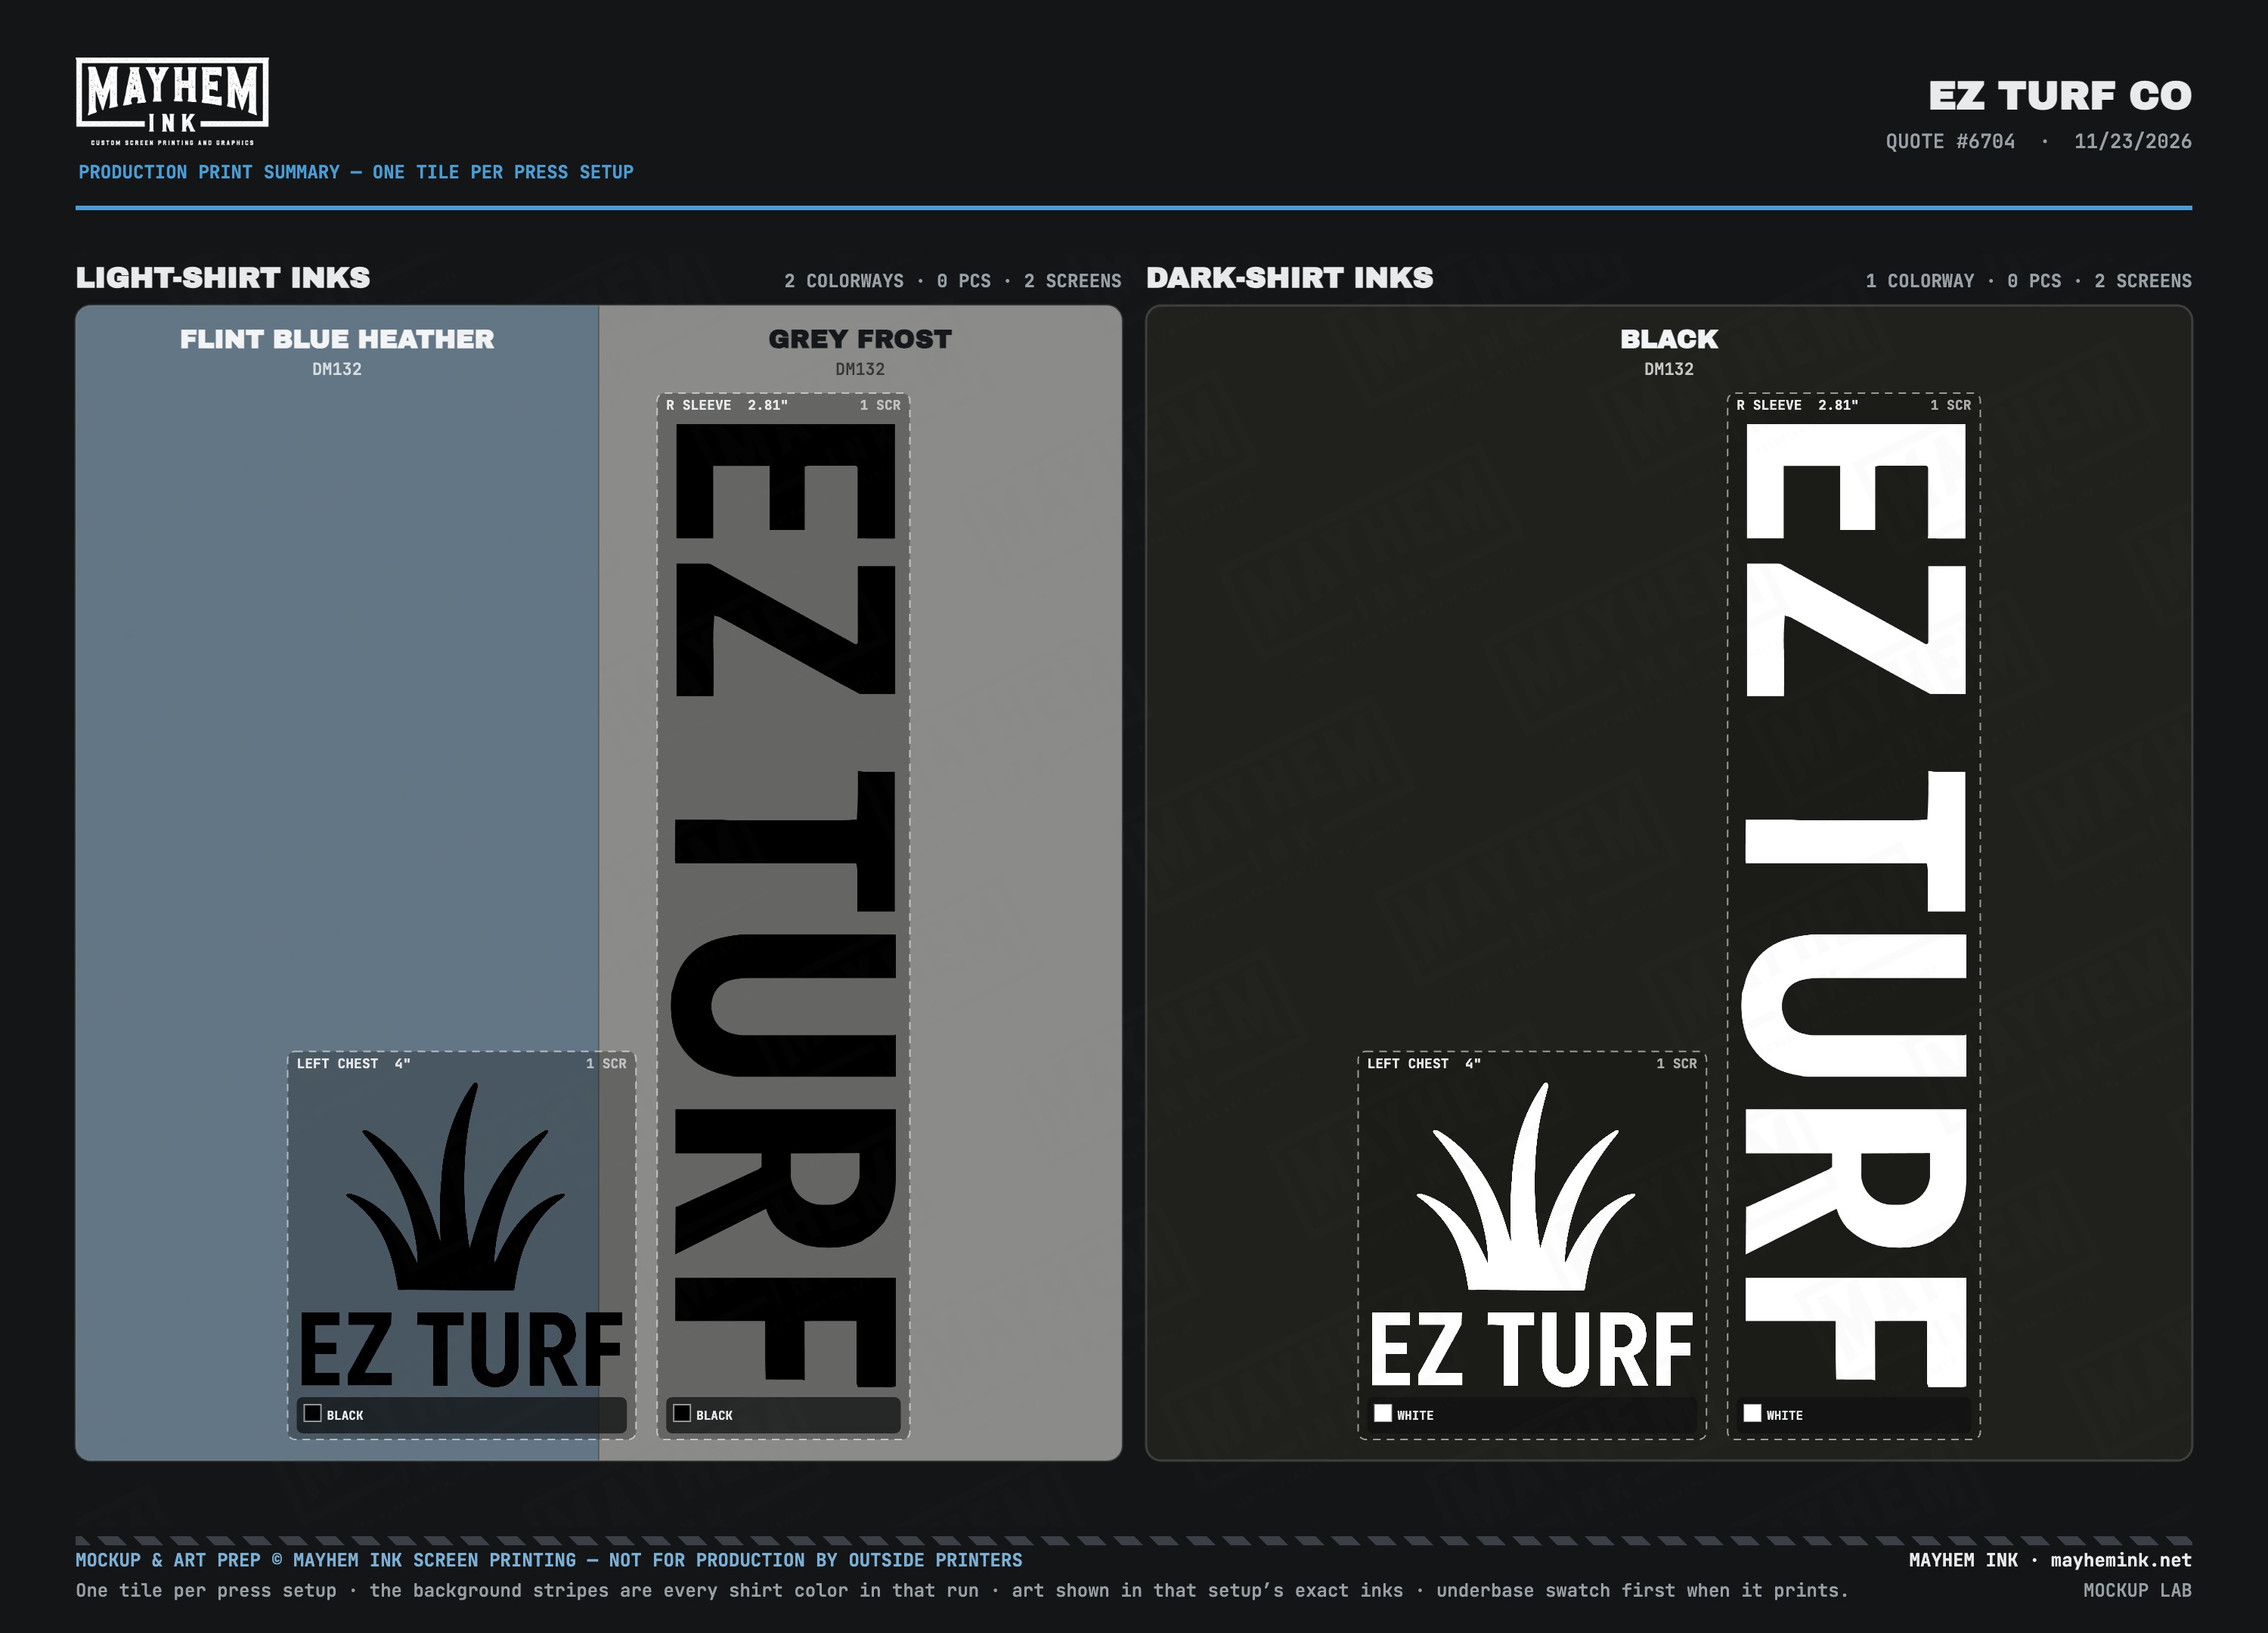 MAYHEM
INK
CUSTOM SCREEN PRINTING AND GRAPHICS
PRODUCTION PRINT SUMMARY — ONE TILE PER PRESS SETUP
EZ TURF CO
QUOTE #6704 · 11/23/2026
LIGHT-SHIRT INKS
2 COLORWAYS · 0 PCS · 2 SCREENS
FLINT BLUE HEATHER
DM132
GREY FROST
DM132
R SLEEVE 2.81" 1 SCR
EZ TURF
BLACK
LEFT CHEST 4" 1 SCR
EZ TURF
BLACK
DARK-SHIRT INKS
1 COLORWAY · 0 PCS · 2 SCREENS
BLACK
DM132
R SLEEVE 2.81" 1 SCR
EZ TURF
WHITE
LEFT CHEST 4" 1 SCR
EZ TURF
WHITE
MOCKUP & ART PREP © MAYHEM INK SCREEN PRINTING — NOT FOR PRODUCTION BY OUTSIDE PRINTERS
MAYHEM INK · mayhemink.net
One tile per press setup · the background stripes are every shirt color in that run · art shown in that setup’s exact inks · underbase swatch first when it prints.
MOCKUP LAB